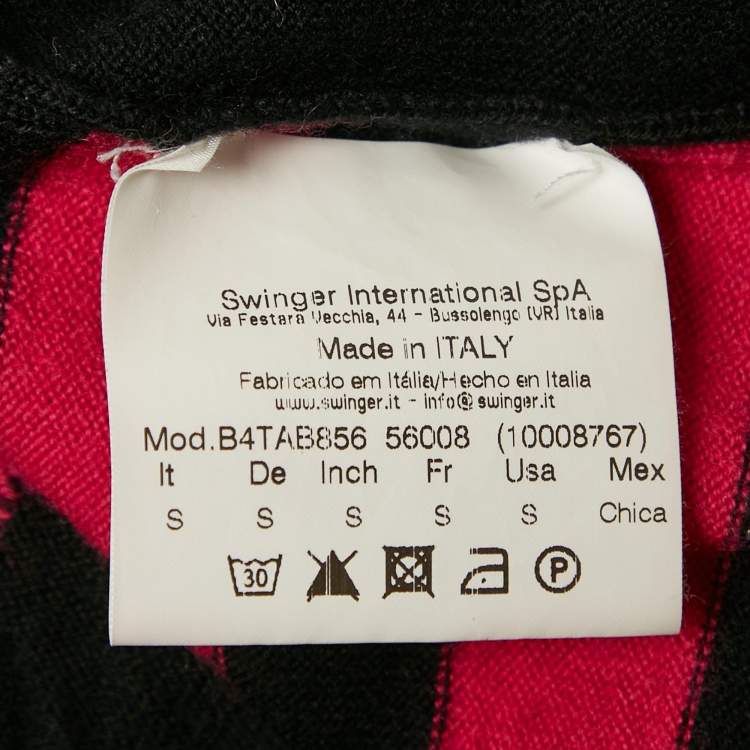 Swinger International SpA
Via Festara Vecchia, 44 - Bussolengo (VR) Italia
Made in ITALY
Fabricado em Itália/Hecho en Italia
www.swinger.it - info@swinger.it
Mod.B4TAB856 56008 (10008767)
It De Inch Fr Usa Mex
S S S S S Chica
30 P